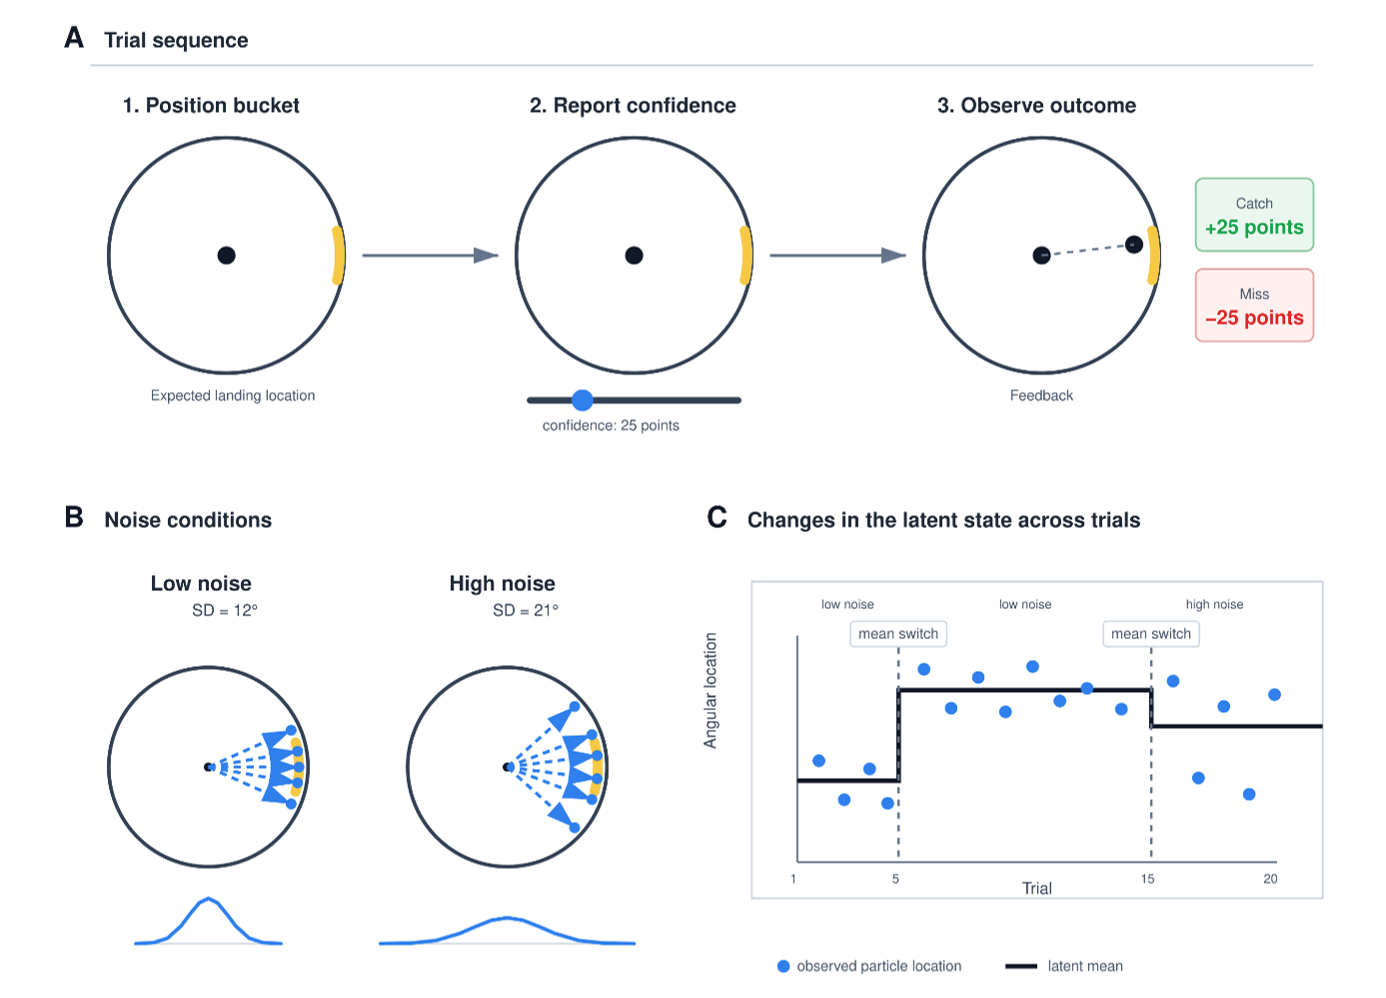 A Trial sequence
1. Position bucket
2. Report confidence
3. Observe outcome
Catch
+25 points
Miss
−25 points
Expected landing location
confidence: 25 points
Feedback
B Noise conditions
Low noise
SD = 12°
High noise
SD = 21°
C Changes in the latent state across trials
low noise
low noise
high noise
mean switch
mean switch
Angular location
1
5
15
20
Trial
observed particle location
latent mean